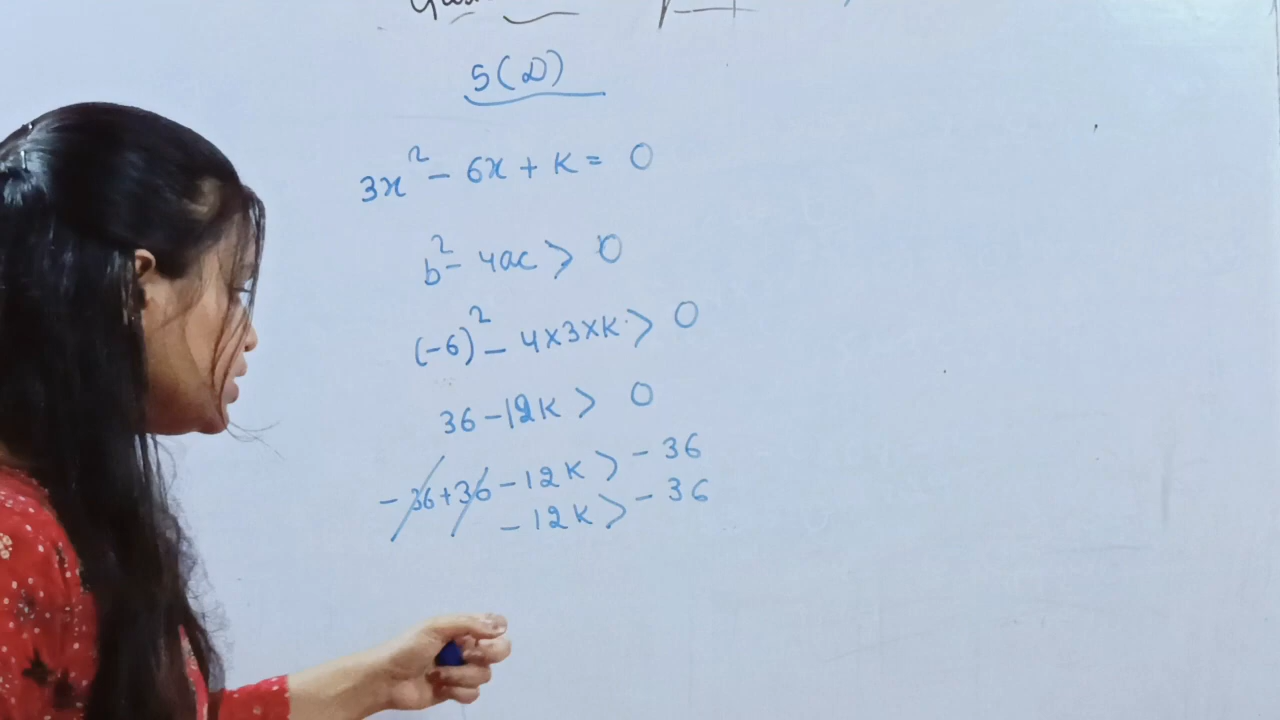 5(D)
3x² - 6x + K = 0
b² - 4ac > 0
(-6)² - 4×3×K > 0
36 - 12K > 0
- 36 + 36 - 12K > - 36
- 12K > - 36